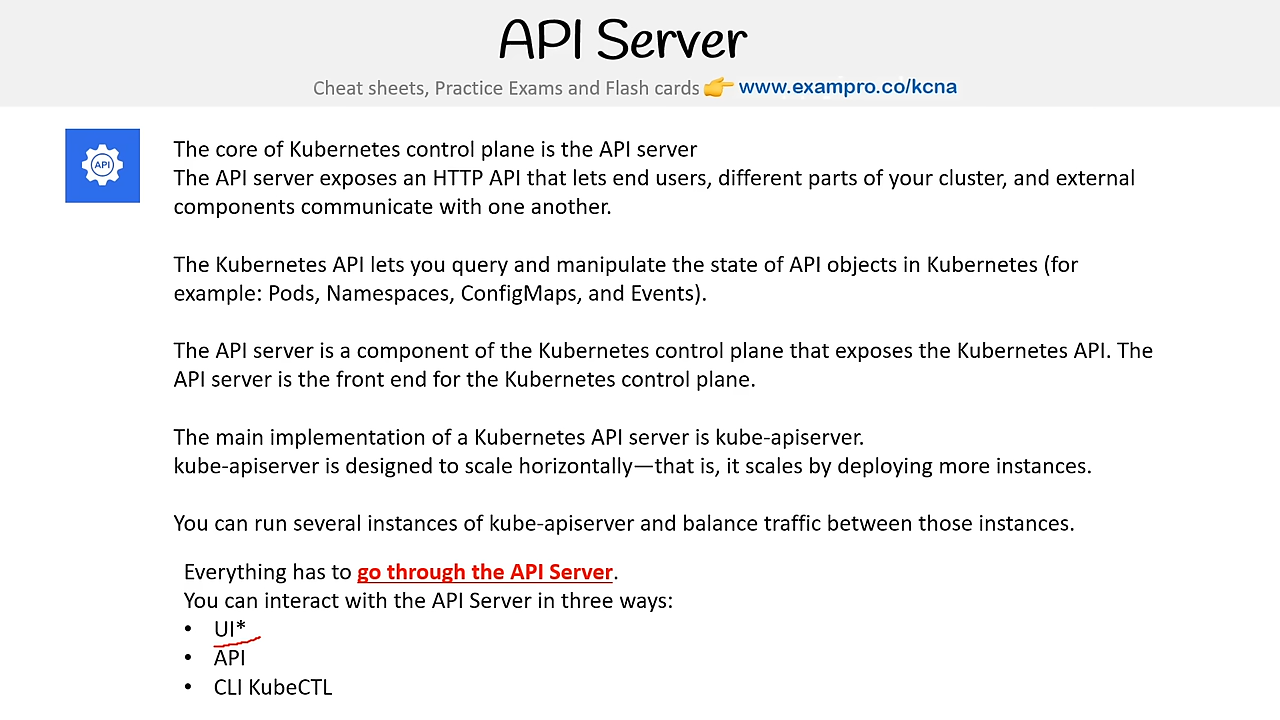 API Server
Cheat sheets, Practice Exams and Flash cards 👉 www.exampro.co/kcna
API
The core of Kubernetes control plane is the API server
The API server exposes an HTTP API that lets end users, different parts of your cluster, and external
components communicate with one another.
The Kubernetes API lets you query and manipulate the state of API objects in Kubernetes (for
example: Pods, Namespaces, ConfigMaps, and Events).
The API server is a component of the Kubernetes control plane that exposes the Kubernetes API. The
API server is the front end for the Kubernetes control plane.
The main implementation of a Kubernetes API server is kube-apiserver.
kube-apiserver is designed to scale horizontally—that is, it scales by deploying more instances.
You can run several instances of kube-apiserver and balance traffic between those instances.
Everything has to go through the API Server.
You can interact with the API Server in three ways:
• UI*
• API
• CLI KubeCTL